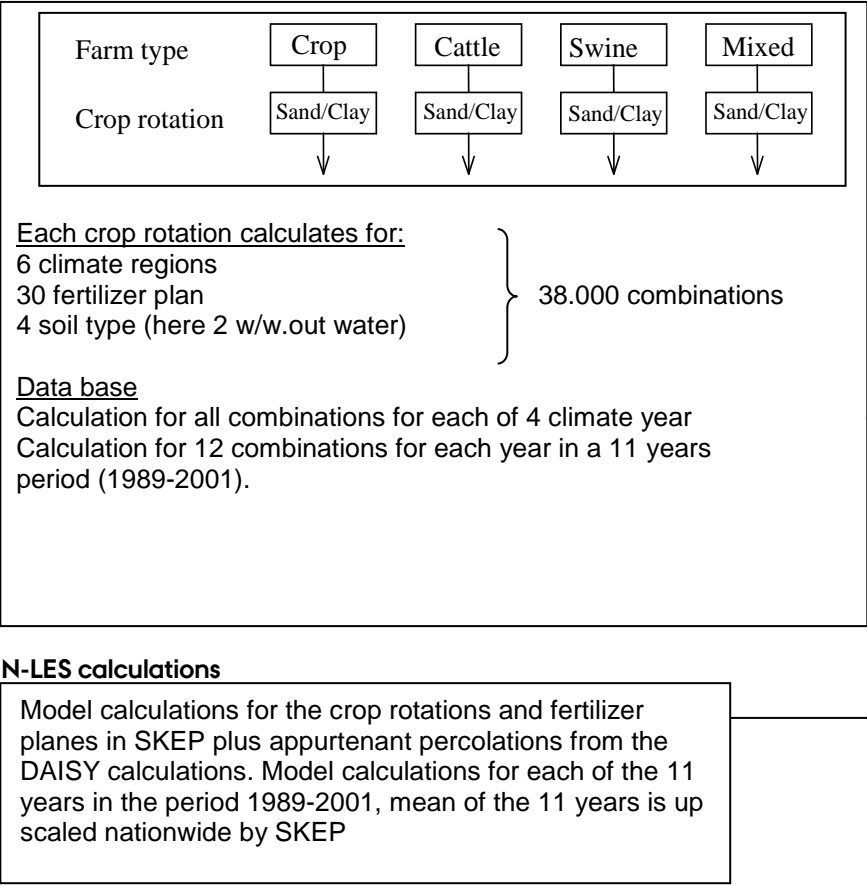 Farm type Crop Cattle Swine Mixed
Crop rotation Sand/Clay Sand/Clay Sand/Clay Sand/Clay
Each crop rotation calculates for:
6 climate regions
30 fertilizer plan 38.000 combinations
4 soil type (here 2 w/w.out water)
Data base
Calculation for all combinations for each of 4 climate year
Calculation for 12 combinations for each year in a 11 years
period (1989-2001).
N-LES calculations
Model calculations for the crop rotations and fertilizer
planes in SKEP plus appurtenant percolations from the
DAISY calculations. Model calculations for each of the 11
years in the period 1989-2001, mean of the 11 years is up
scaled nationwide by SKEP